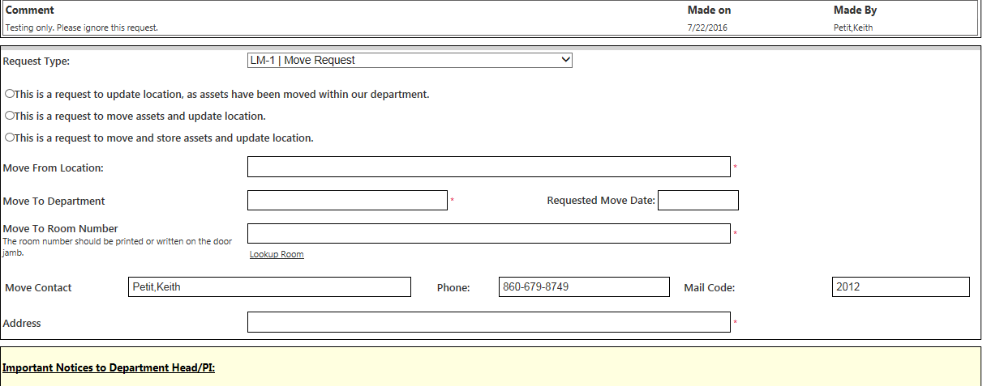 Comment Made on Made By
Testing only. Please ignore this request. 7/22/2016 Petit,Keith
Request Type: LM-1 | Move Request
This is a request to update location, as assets have been moved within our department.
This is a request to move assets and update location.
This is a request to move and store assets and update location.
Move From Location: *
Move To Department * Requested Move Date:
Move To Room Number *
The room number should be printed or written on the door
jamb.
Lookup Room
Move Contact Petit,Keith Phone: 860-679-8749 Mail Code: 2012
Address *
Important Notices to Department Head/PI: